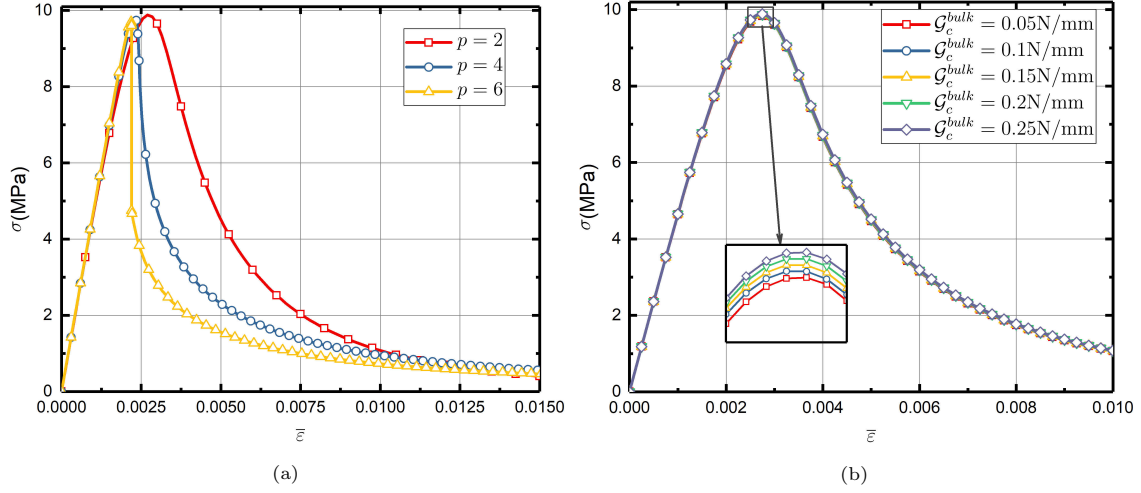 σ(MPa)
10
8
6
4
2
0
0.0000
0.0025
0.0050
0.0075
0.0100
0.0125
0.0150
ε̅
p = 2
p = 4
p = 6
(a)
σ(MPa)
10
8
6
4
2
0
0.000
0.002
0.004
0.006
0.008
0.010
ε̅
𝒢_c^{bulk} = 0.05N/mm
𝒢_c^{bulk} = 0.1N/mm
𝒢_c^{bulk} = 0.15N/mm
𝒢_c^{bulk} = 0.2N/mm
𝒢_c^{bulk} = 0.25N/mm
(b)